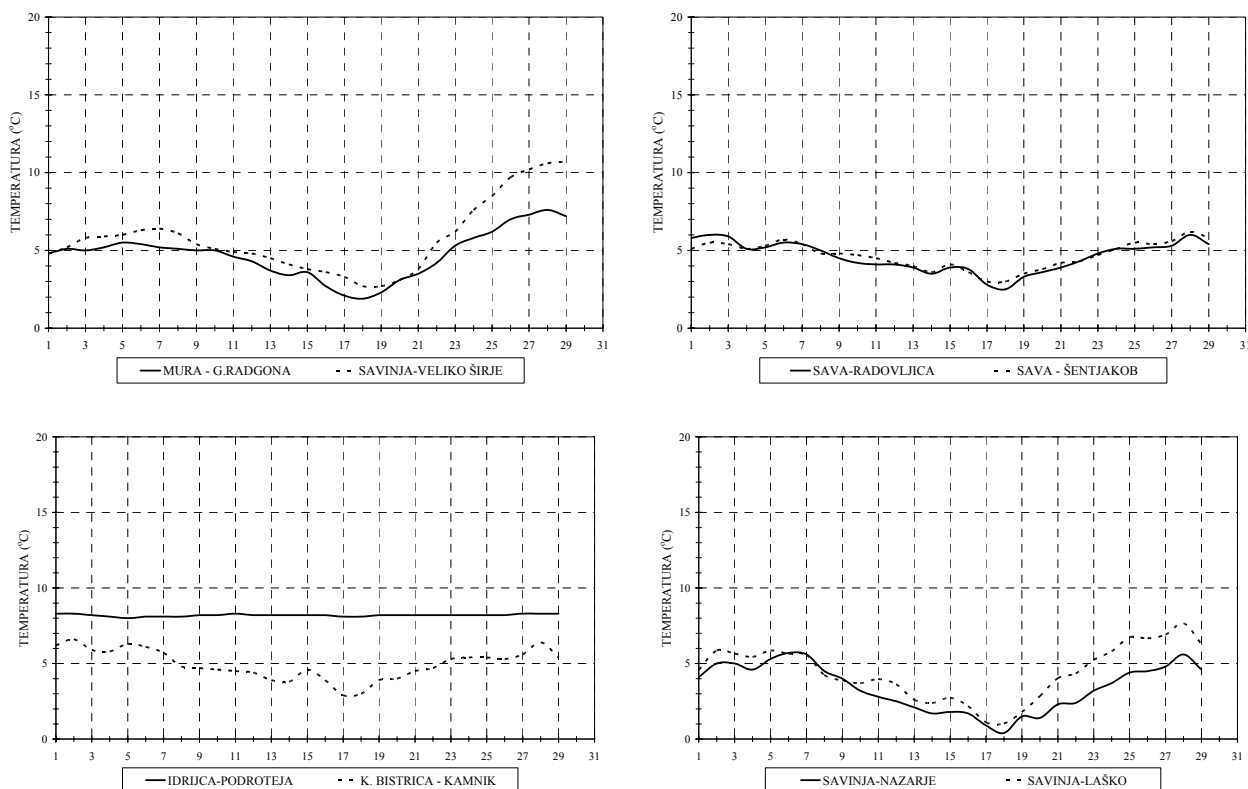 TEMPERATURA (°C)
20
15
10
5
0
1 3 5 7 9 11 13 15 17 19 21 23 25 27 29 31
MURA - G.RADGONA SAVINJA-VELIKO ŠIRJE
TEMPERATURA (°C)
20
15
10
5
0
1 3 5 7 9 11 13 15 17 19 21 23 25 27 29 31
SAVA-RADOVLJICA SAVA - ŠENTJAKOB
TEMPERATURA (°C)
20
15
10
5
0
1 3 5 7 9 11 13 15 17 19 21 23 25 27 29 31
IDRIJCA-PODROTEJA K. BISTRICA - KAMNIK
TEMPERATURA (°C)
20
15
10
5
0
1 3 5 7 9 11 13 15 17 19 21 23 25 27 29 31
SAVINJA-NAZARJE SAVINJA-LAŠKO